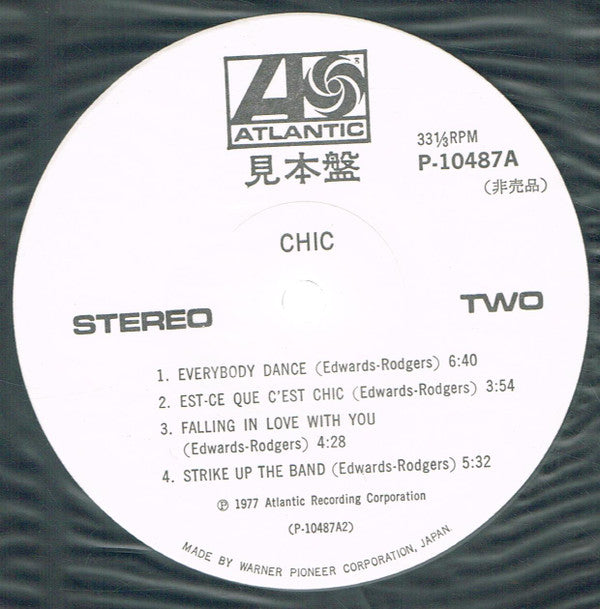 ATLANTIC
見本盤
33⅓RPM
P-10487A
(非売品)
CHIC
STEREO
TWO
1. EVERYBODY DANCE (Edwards-Rodgers) 6:40
2. EST-CE QUE C'EST CHIC (Edwards-Rodgers) 3:54
3. FALLING IN LOVE WITH YOU
(Edwards-Rodgers) 4:28
4. STRIKE UP THE BAND (Edwards-Rodgers) 5:32
℗ 1977 Atlantic Recording Corporation
(P-10487A2)
MADE BY WARNER PIONEER CORPORATION, JAPAN.